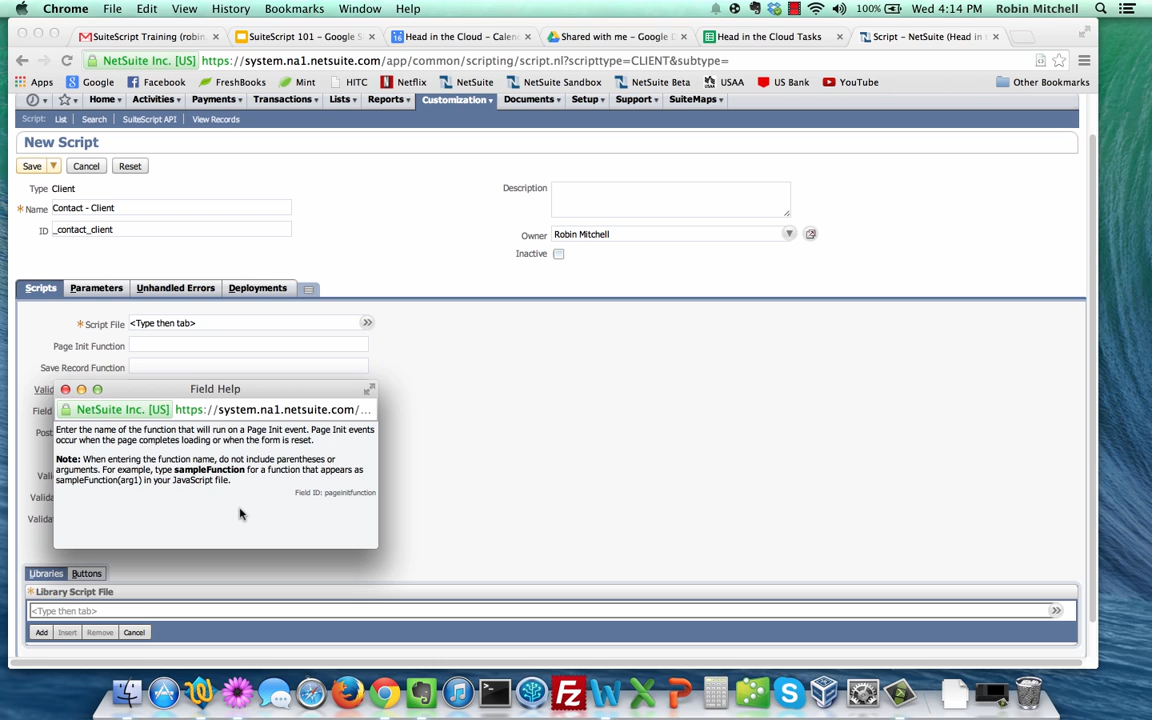 Chrome File Edit View History Bookmarks Window Help 100% Wed 4:14 PM Robin Mitchell
SuiteScript Training (robin. × SuiteScript 101 - Google S × Head in the Cloud - Calen × Shared with me - Google D × Head in the Cloud Tasks × Script - NetSuite (Head in ×
NetSuite Inc. [US] https://system.na1.netsuite.com/app/common/scripting/script.nl?scripttype=CLIENT&subtype=
Apps Google Facebook FreshBooks Mint HITC Netflix NetSuite NetSuite Sandbox NetSuite Beta USAA US Bank YouTube Other Bookmarks
Home Activities Payments Transactions Lists Reports Customization Documents Setup Support SuiteMaps
Script: List Search SuiteScript API View Records
New Script
Save Cancel Reset
Type Client
Description
* Name Contact - Client
ID _contact_client
Owner Robin Mitchell
Inactive
Scripts Parameters Unhandled Errors Deployments
* Script File <Type then tab>
Page Init Function
Save Record Function
Valid
Field Help
Field
NetSuite Inc. [US] https://system.na1.netsuite.com/...
Post
Enter the name of the function that will run on a Page Init event. Page Init events
occur when the page completes loading or when the form is reset.
Note: When entering the function name, do not include parentheses or
arguments. For example, type sampleFunction for a function that appears as
sampleFunction(arg1) in your JavaScript file.
Vali
Field ID: pageinitfunction
Valida
Valida
Libraries Buttons
* Library Script File
<Type then tab>
Add Insert Remove Cancel